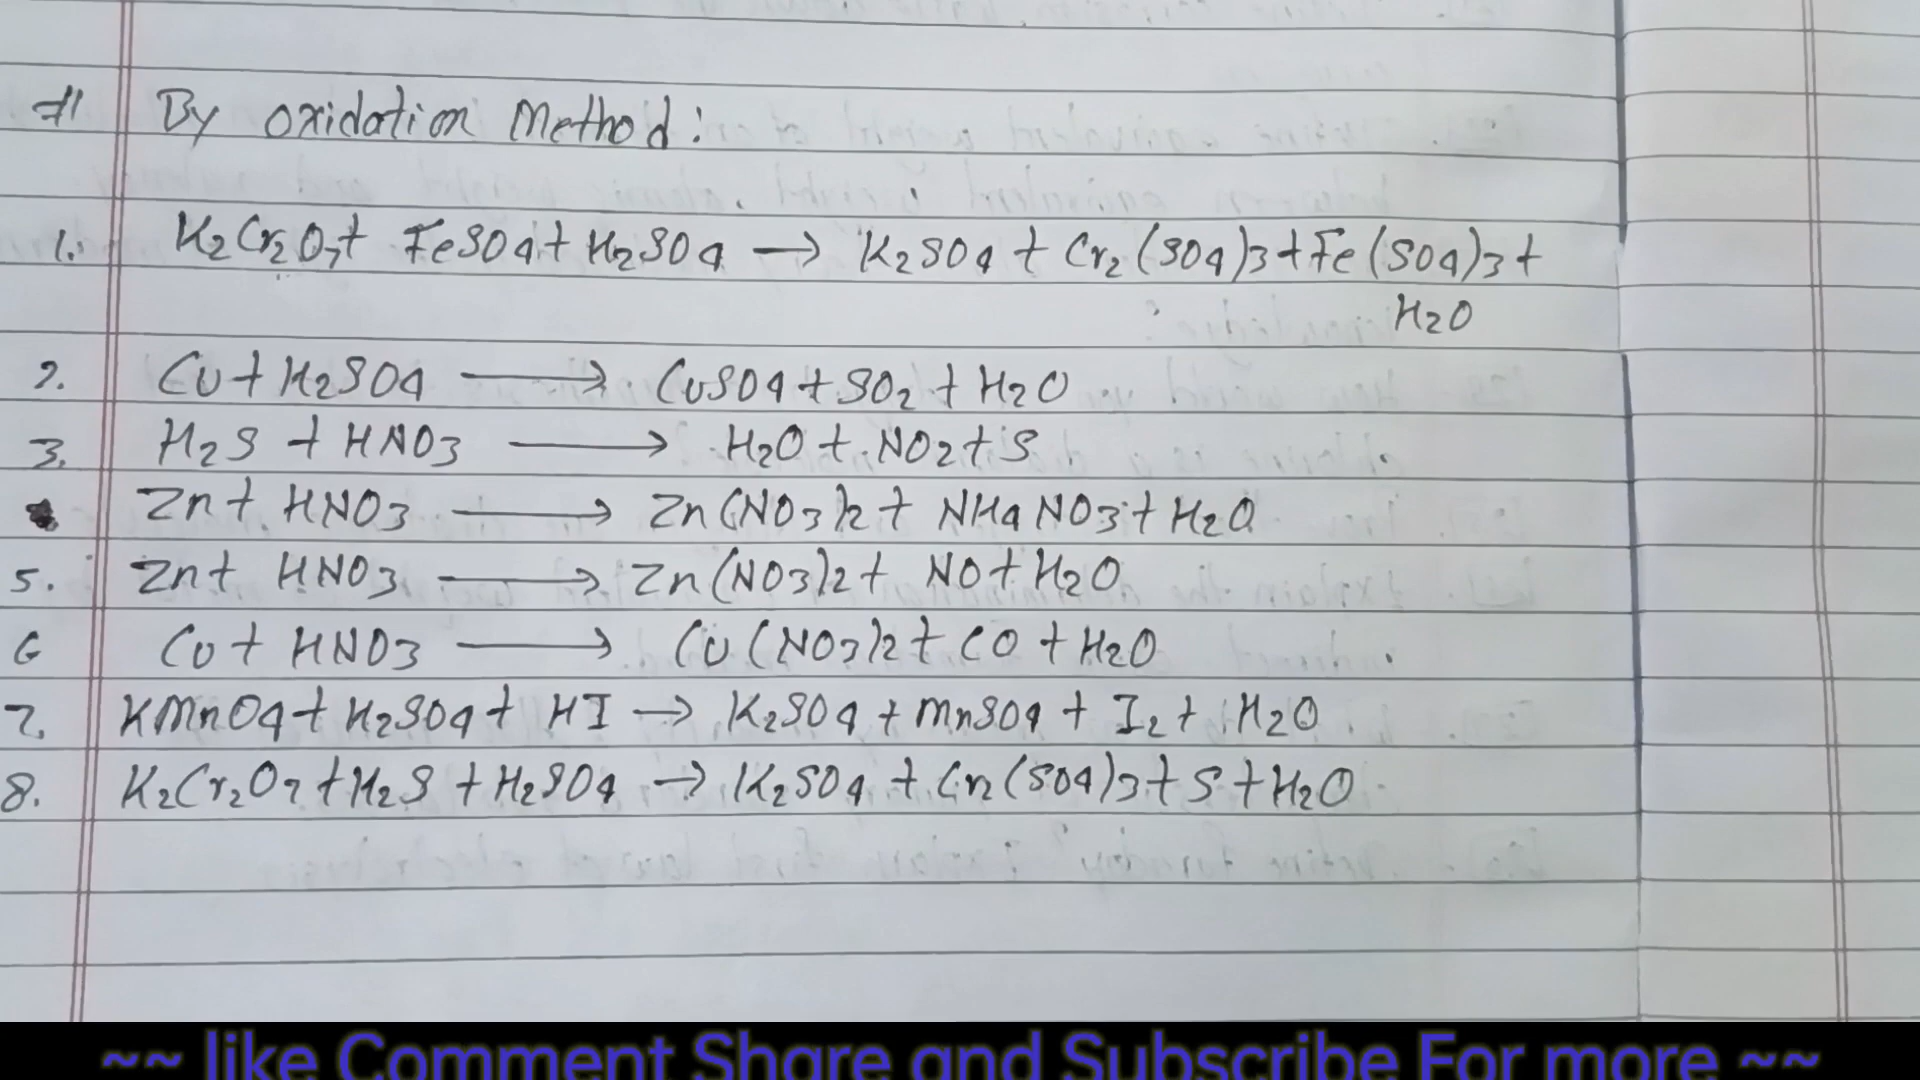 # By oxidation Method:
1. K2Cr2O7+ FeSO4+ H2SO4 → K2SO4 + Cr2(SO4)3+Fe(SO4)3+
H2O
2. Cu+H2SO4 → CuSO4+SO2+H2O
3. H2S + HNO3 → H2O+NO2+S
Zn+ HNO3 → Zn(NO3)2+ NH4NO3+H2O
5. Zn+ HNO3 → Zn(NO3)2+ NO+H2O
6 Cu+ HNO3 → Cu(NO3)2+CO+H2O
7. KMnO4+H2SO4+ HI → K2SO4+MnSO4+I2+H2O
8. K2Cr2O7+H2S+H2SO4 → K2SO4+Cr2(SO4)3+S+H2O
~~ like Comment Share and Subscribe For more ~~